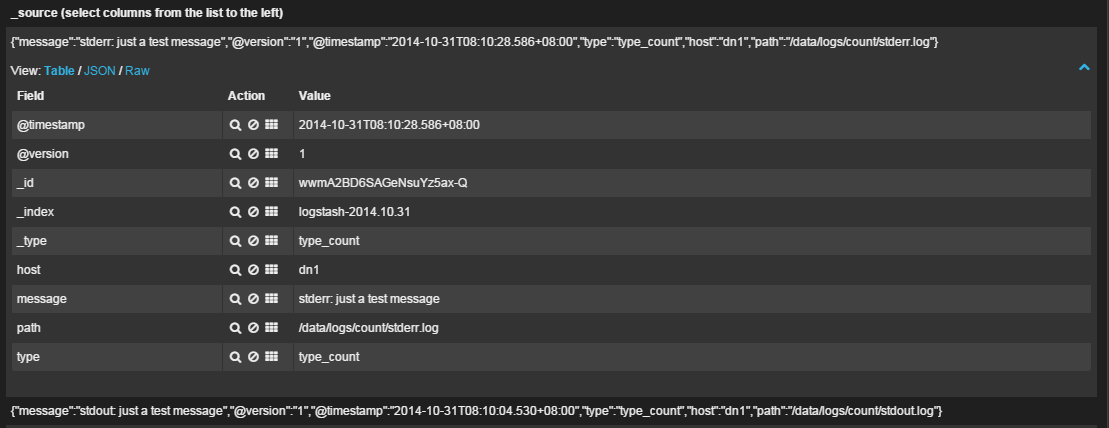 _source (select columns from the list to the left)
{"message":"stderr: just a test message","@version":"1","@timestamp":"2014-10-31T08:10:28.586+08:00","type":"type_count","host":"dn1","path":"/data/logs/count/stderr.log"}
View: Table / JSON / Raw
Field Action Value
@timestamp 2014-10-31T08:10:28.586+08:00
@version 1
_id wwmA2BD6SAGeNsuYz5ax-Q
_index logstash-2014.10.31
_type type_count
host dn1
message stderr: just a test message
path /data/logs/count/stderr.log
type type_count
{"message":"stdout: just a test message","@version":"1","@timestamp":"2014-10-31T08:10:04.530+08:00","type":"type_count","host":"dn1","path":"/data/logs/count/stdout.log"}